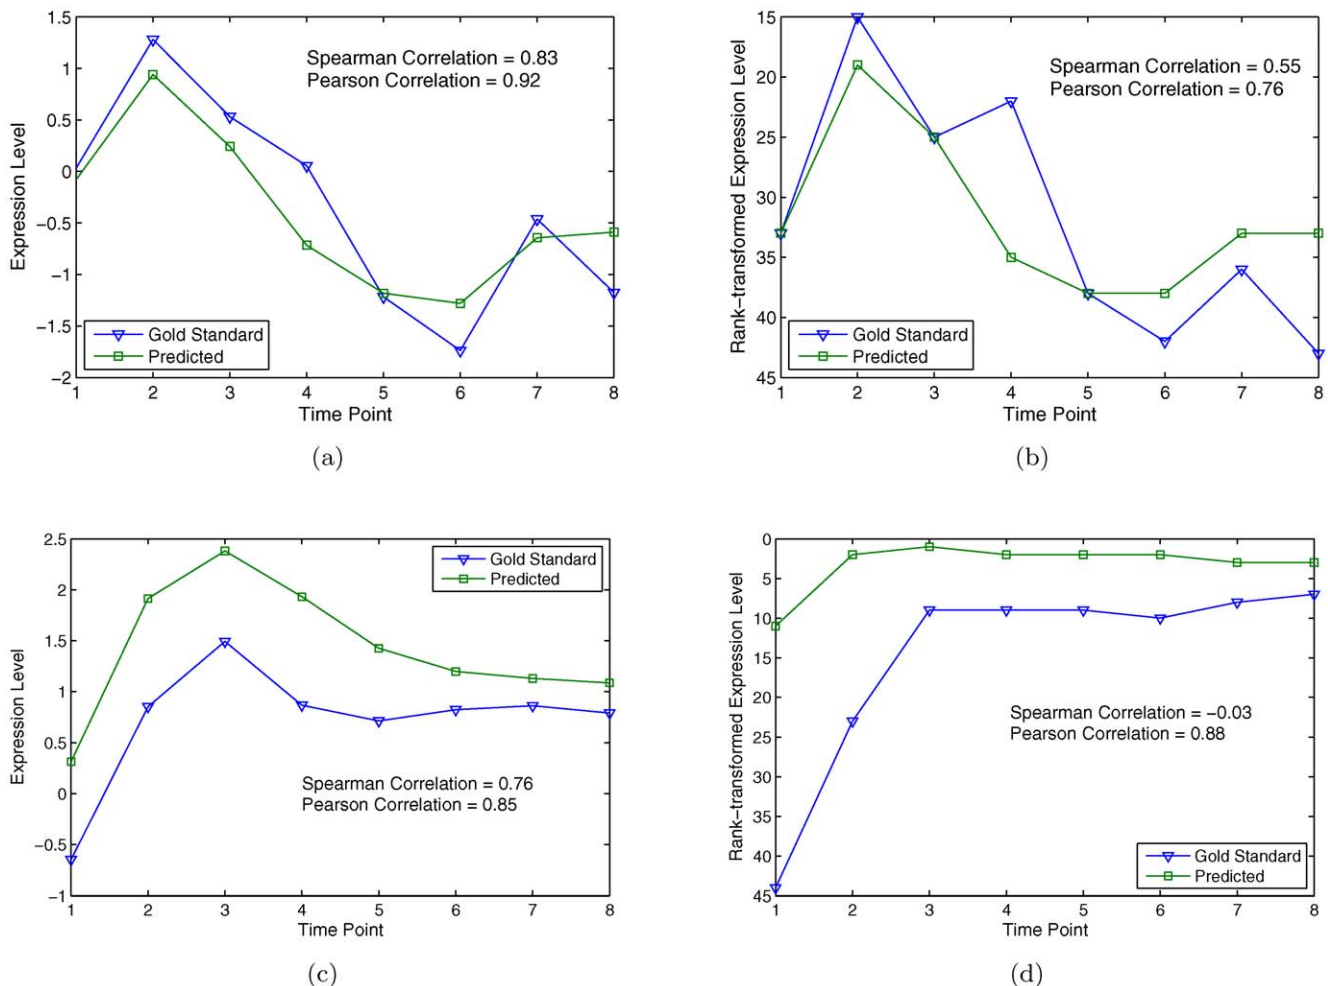 1.5
1
0.5
0
−0.5
−1
−1.5
−2
Expression Level
Spearman Correlation = 0.83
Pearson Correlation = 0.92
Gold Standard
Predicted
1 2 3 4 5 6 7 8
Time Point
(a)
15
20
25
30
35
40
45
Rank−transformed Expression Level
Spearman Correlation = 0.55
Pearson Correlation = 0.76
Gold Standard
Predicted
1 2 3 4 5 6 7 8
Time Point
(b)
2.5
2
1.5
1
0.5
0
−0.5
−1
Expression Level
Gold Standard
Predicted
Spearman Correlation = 0.76
Pearson Correlation = 0.85
1 2 3 4 5 6 7 8
Time Point
(c)
0
5
10
15
20
25
30
35
40
45
Rank−transformed Expression Level
Spearman Correlation = −0.03
Pearson Correlation = 0.88
Gold Standard
Predicted
1 2 3 4 5 6 7 8
Time Point
(d)